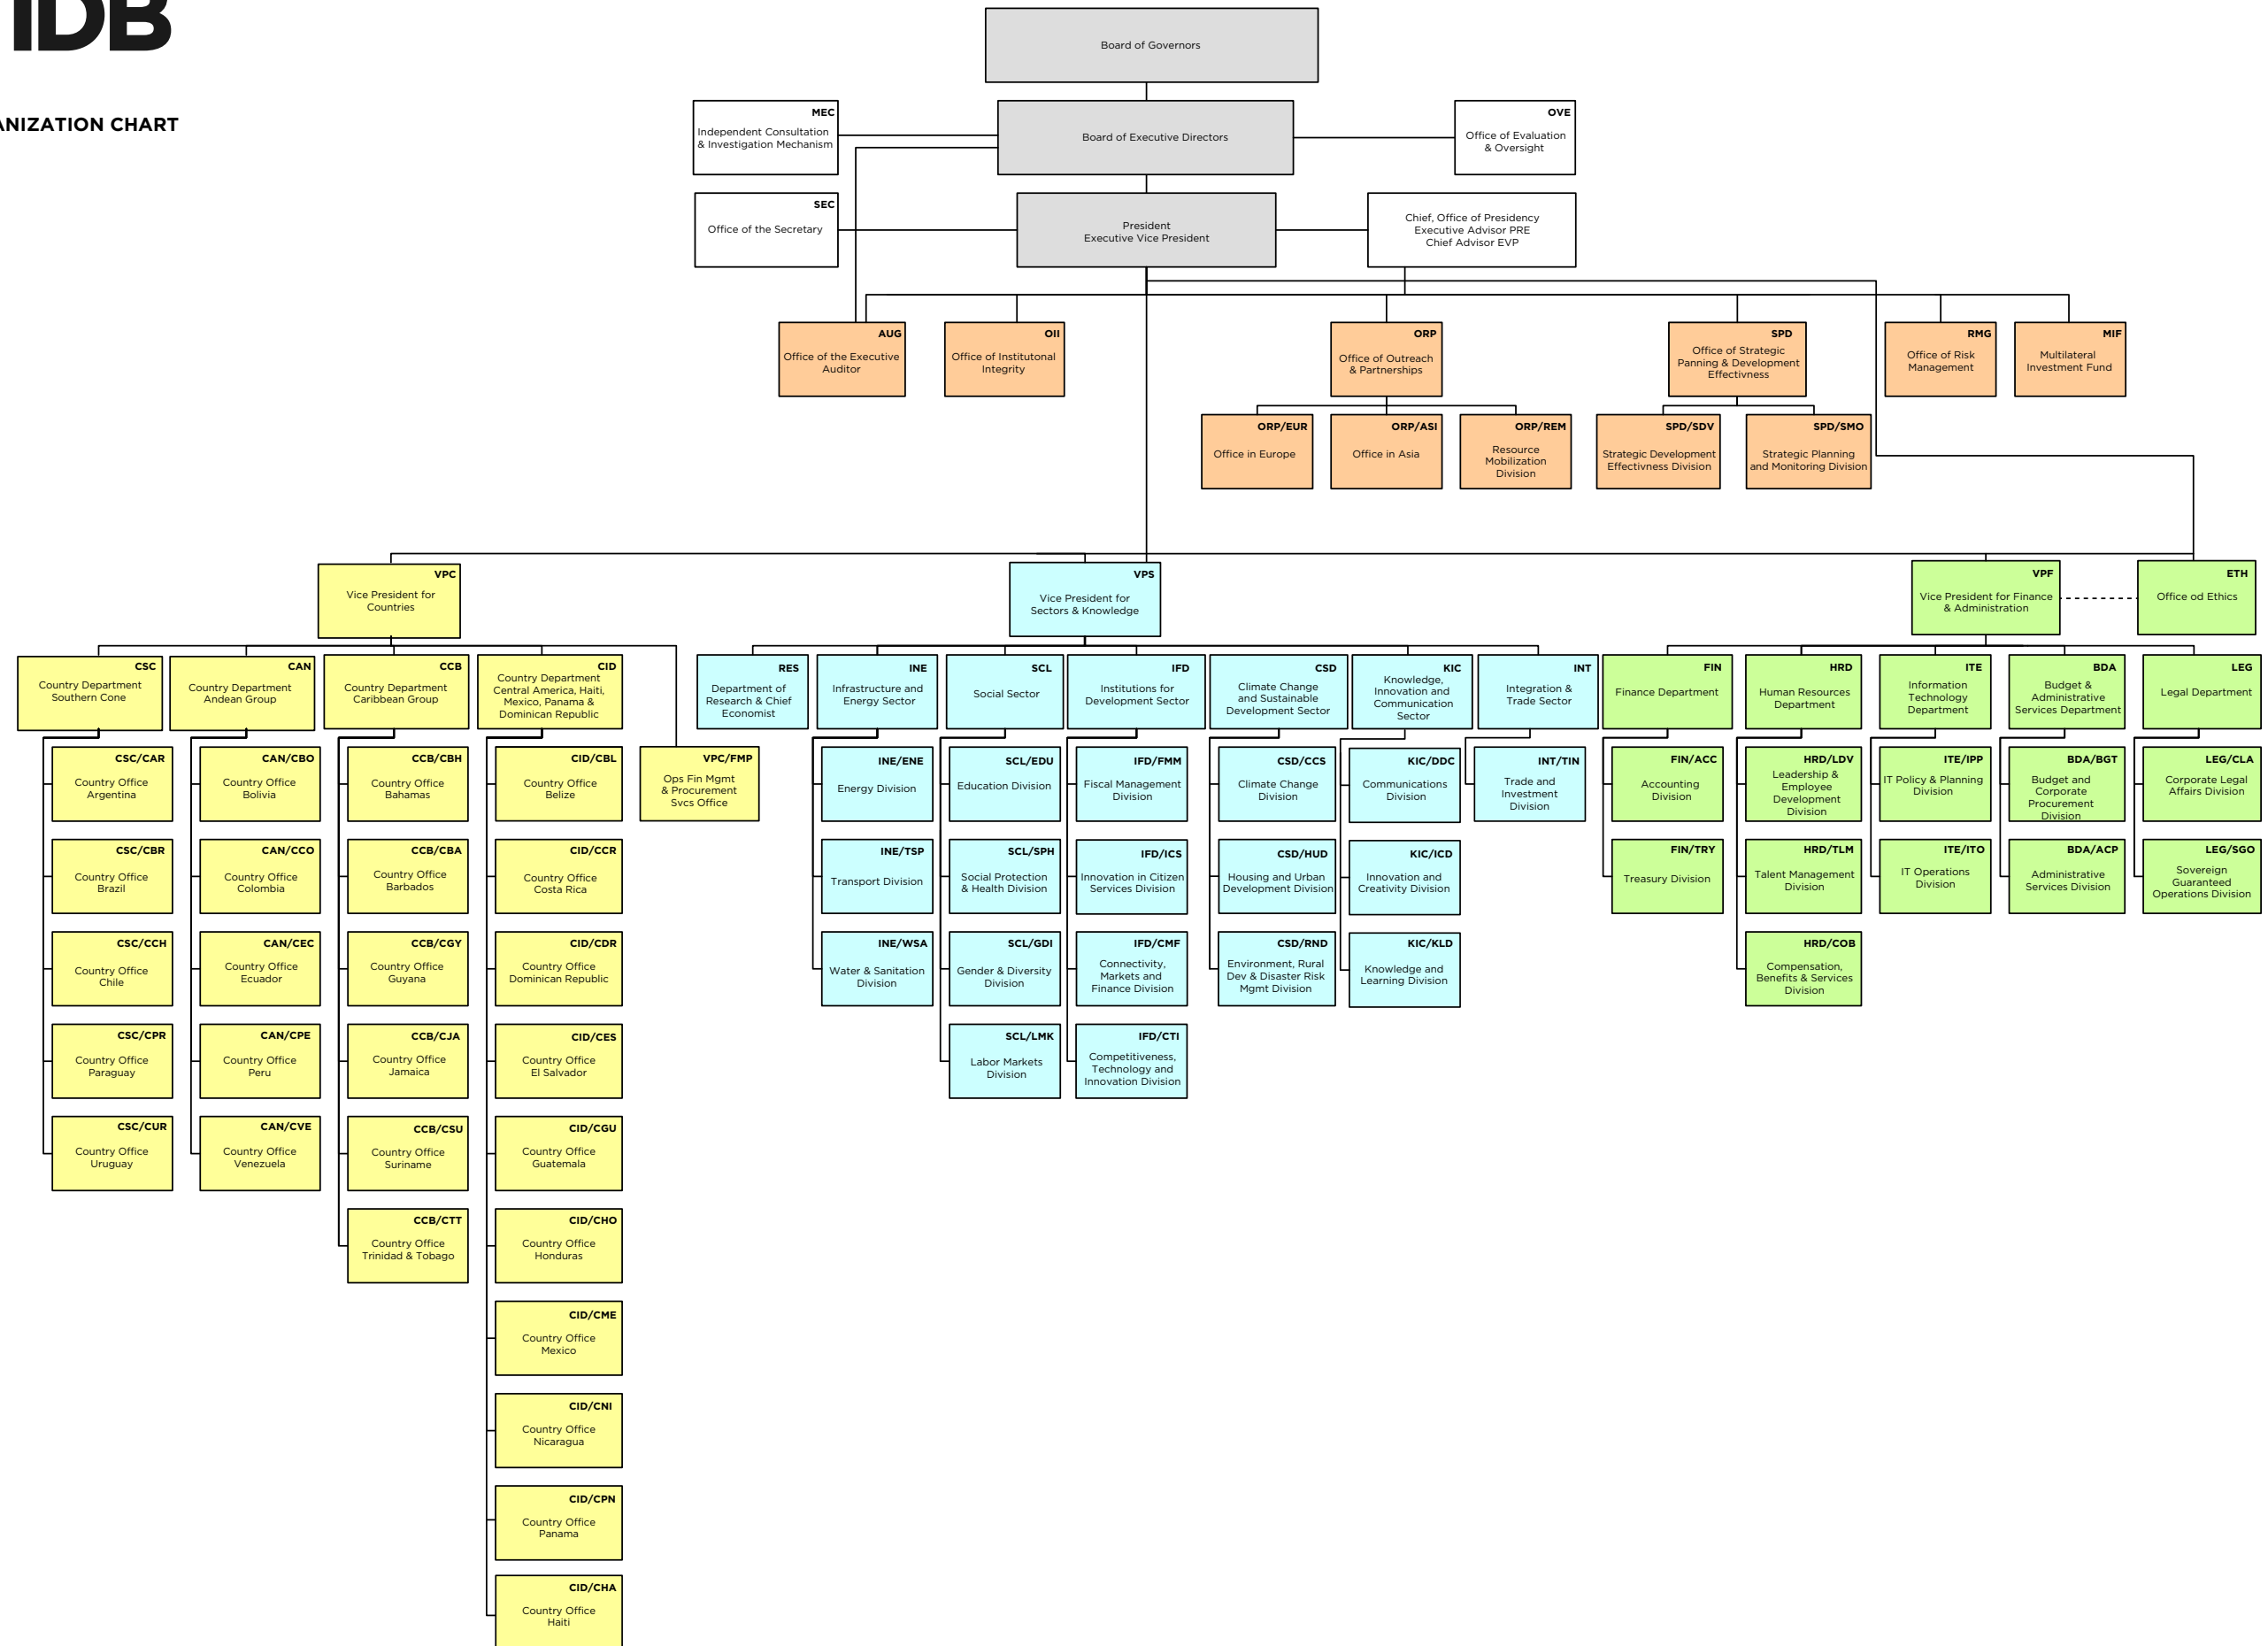 IDB
ANIZATION CHART
Board of Governors
MEC
Independent Consultation
& Investigation Mechanism
Board of Executive Directors
OVE
Office of Evaluation
& Oversight
SEC
Office of the Secretary
President
Executive Vice President
Chief, Office of Presidency
Executive Advisor PRE
Chief Advisor EVP
AUG
Office of the Executive
Auditor
OII
Office of Institutonal
Integrity
ORP
Office of Outreach
& Partnerships
SPD
Office of Strategic
Planning & Development
Effectivness
RMG
Office of Risk
Management
MIF
Multilateral
Investment Fund
ORP/EUR
Office in Europe
ORP/ASI
Office in Asia
ORP/REM
Resource
Mobilization
Division
SPD/SDV
Strategic Development
Effectivness Division
SPD/SMO
Strategic Planning
and Monitoring Division
VPC
Vice President for
Countries
VPS
Vice President for
Sectors & Knowledge
VPF
Vice President for Finance
& Administration
ETH
Office od Ethics
CSC
Country Department
Southern Cone
CAN
Country Department
Andean Group
CCB
Country Department
Caribbean Group
CID
Country Department
Central America, Haiti,
Mexico, Panama &
Dominican Republic
RES
Department of
Research & Chief
Economist
INE
Infrastructure and
Energy Sector
SCL
Social Sector
IFD
Institutions for
Development Sector
CSD
Climate Change
and Sustainable
Development Sector
KIC
Knowledge,
Innovation and
Communication
Sector
INT
Integration &
Trade Sector
FIN
Finance Department
HRD
Human Resources
Department
ITE
Information
Technology
Department
BDA
Budget &
Administrative
Services Department
LEG
Legal Department
CSC/CAR
Country Office
Argentina
CAN/CBO
Country Office
Bolivia
CCB/CBH
Country Office
Bahamas
CID/CBL
Country Office
Belize
VPC/FMP
Ops Fin Mgmt
& Procurement
Svcs Office
INE/ENE
Energy Division
SCL/EDU
Education Division
IFD/FMM
Fiscal Management
Division
CSD/CCS
Climate Change
Division
KIC/DDC
Communications
Division
INT/TIN
Trade and
Investment
Division
FIN/ACC
Accounting
Division
HRD/LDV
Leadership &
Employee
Development
Division
ITE/IPP
IT Policy & Planning
Division
BDA/BGT
Budget and
Corporate
Procurement
Division
LEG/CLA
Corporate Legal
Affairs Division
CSC/CBR
Country Office
Brazil
CAN/CCO
Country Office
Colombia
CCB/CBA
Country Office
Barbados
CID/CCR
Country Office
Costa Rica
INE/TSP
Transport Division
SCL/SPH
Social Protection
& Health Division
IFD/ICS
Innovation in Citizen
Services Division
CSD/HUD
Housing and Urban
Development Division
KIC/ICD
Innovation and
Creativity Division
FIN/TRY
Treasury Division
HRD/TLM
Talent Management
Division
ITE/ITO
IT Operations
Division
BDA/ACP
Administrative
Services Division
LEG/SGO
Sovereign
Guaranteed
Operations Division
CSC/CCH
Country Office
Chile
CAN/CEC
Country Office
Ecuador
CCB/CGY
Country Office
Guyana
CID/CDR
Country Office
Dominican Republic
INE/WSA
Water & Sanitation
Division
SCL/GDI
Gender & Diversity
Division
IFD/CMF
Connectivity,
Markets and
Finance Division
CSD/RND
Environment, Rural
Dev & Disaster Risk
Mgmt Division
KIC/KLD
Knowledge and
Learning Division
HRD/COB
Compensation,
Benefits & Services
Division
CSC/CPR
Country Office
Paraguay
CAN/CPE
Country Office
Peru
CCB/CJA
Country Office
Jamaica
CID/CES
Country Office
El Salvador
SCL/LMK
Labor Markets
Division
IFD/CTI
Competitiveness,
Technology and
Innovation Division
CSC/CUR
Country Office
Uruguay
CAN/CVE
Country Office
Venezuela
CCB/CSU
Country Office
Suriname
CID/CGU
Country Office
Guatemala
CCB/CTT
Country Office
Trinidad & Tobago
CID/CHO
Country Office
Honduras
CID/CME
Country Office
Mexico
CID/CNI
Country Office
Nicaragua
CID/CPN
Country Office
Panama
CID/CHA
Country Office
Haiti